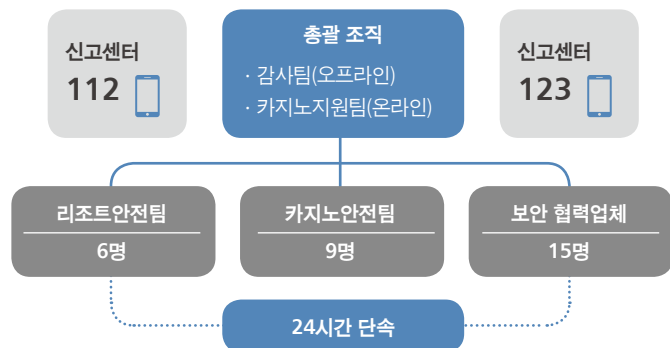 신고센터
112
총괄 조직
· 감사팀(오프라인)
· 카지노지원팀(온라인)
신고센터
123
리조트안전팀
6명
카지노안전팀
9명
보안 협력업체
15명
24시간 단속